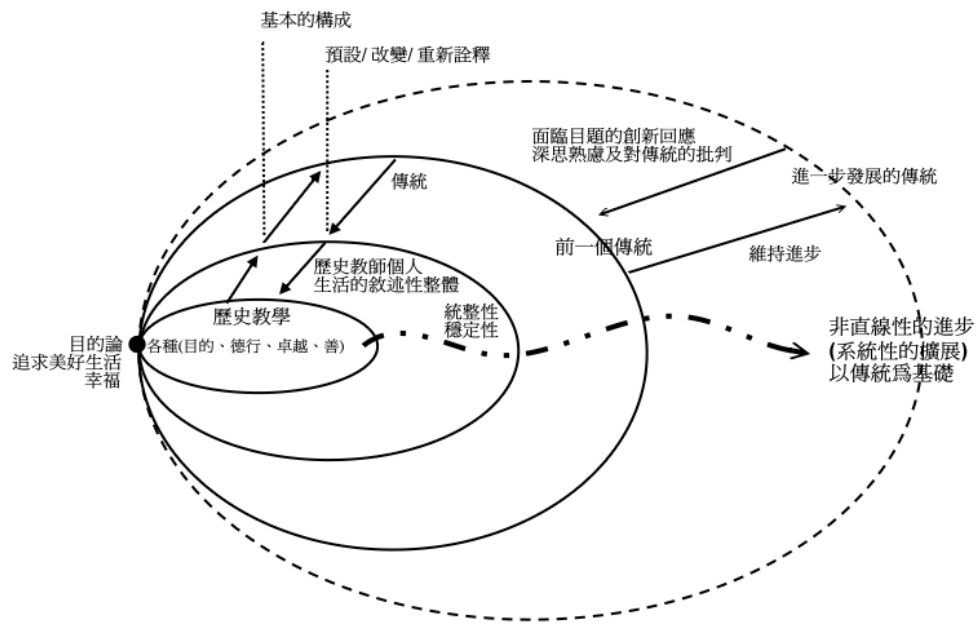 基本的構成
預設/ 改變/ 重新詮釋
面臨目題的創新回應
深思熟慮及對傳統的批判
進一步發展的傳統
傳統
前一個傳統
維持進步
歷史教師個人
生活的敘述性整體
歷史教學
統整性
穩定性
目的論
追求美好生活
幸福
各種(目的、德行、卓越、善)
非直線性的進步
(系統性的擴展)
以傳統爲基礎